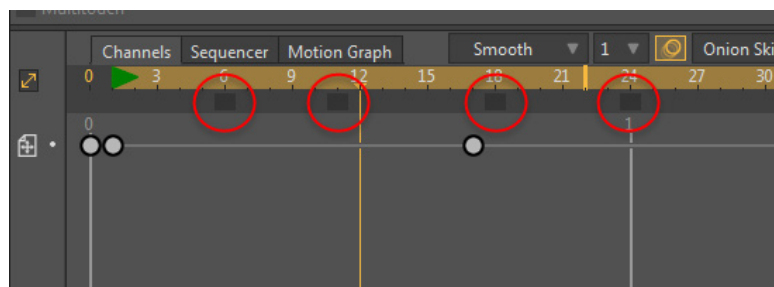 Multitouch
Channels Sequencer Motion Graph Smooth 1 Onion Ski
0 3 6 9 12 15 18 21 24 27 30
0 1